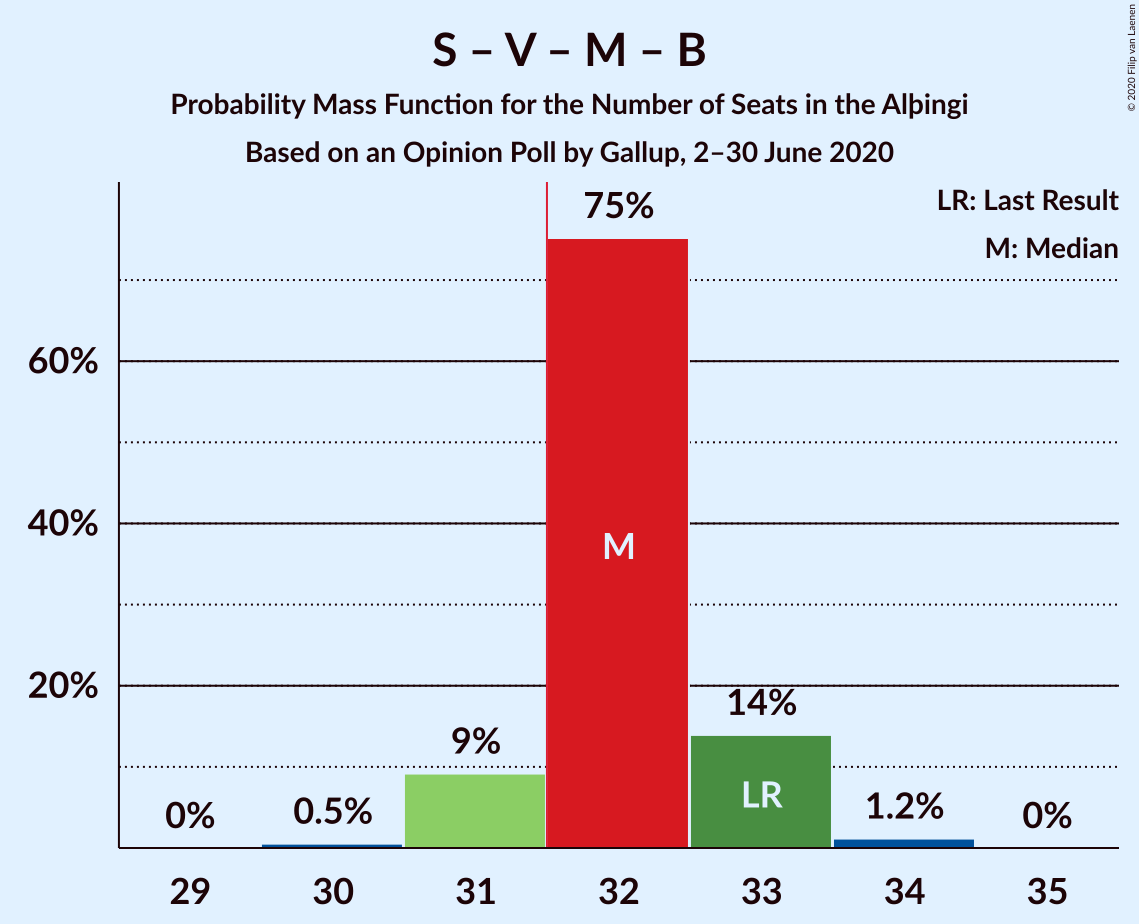 S – V – M – B
Probability Mass Function for the Number of Seats in the Alþingi
Based on an Opinion Poll by Gallup, 2–30 June 2020
© 2020 Filip van Laenen
LR: Last Result
M: Median
75%
60%
40%
M
20%
14%
9%
LR
0%
0.5%
1.2%
0%
29
30
31
32
33
34
35